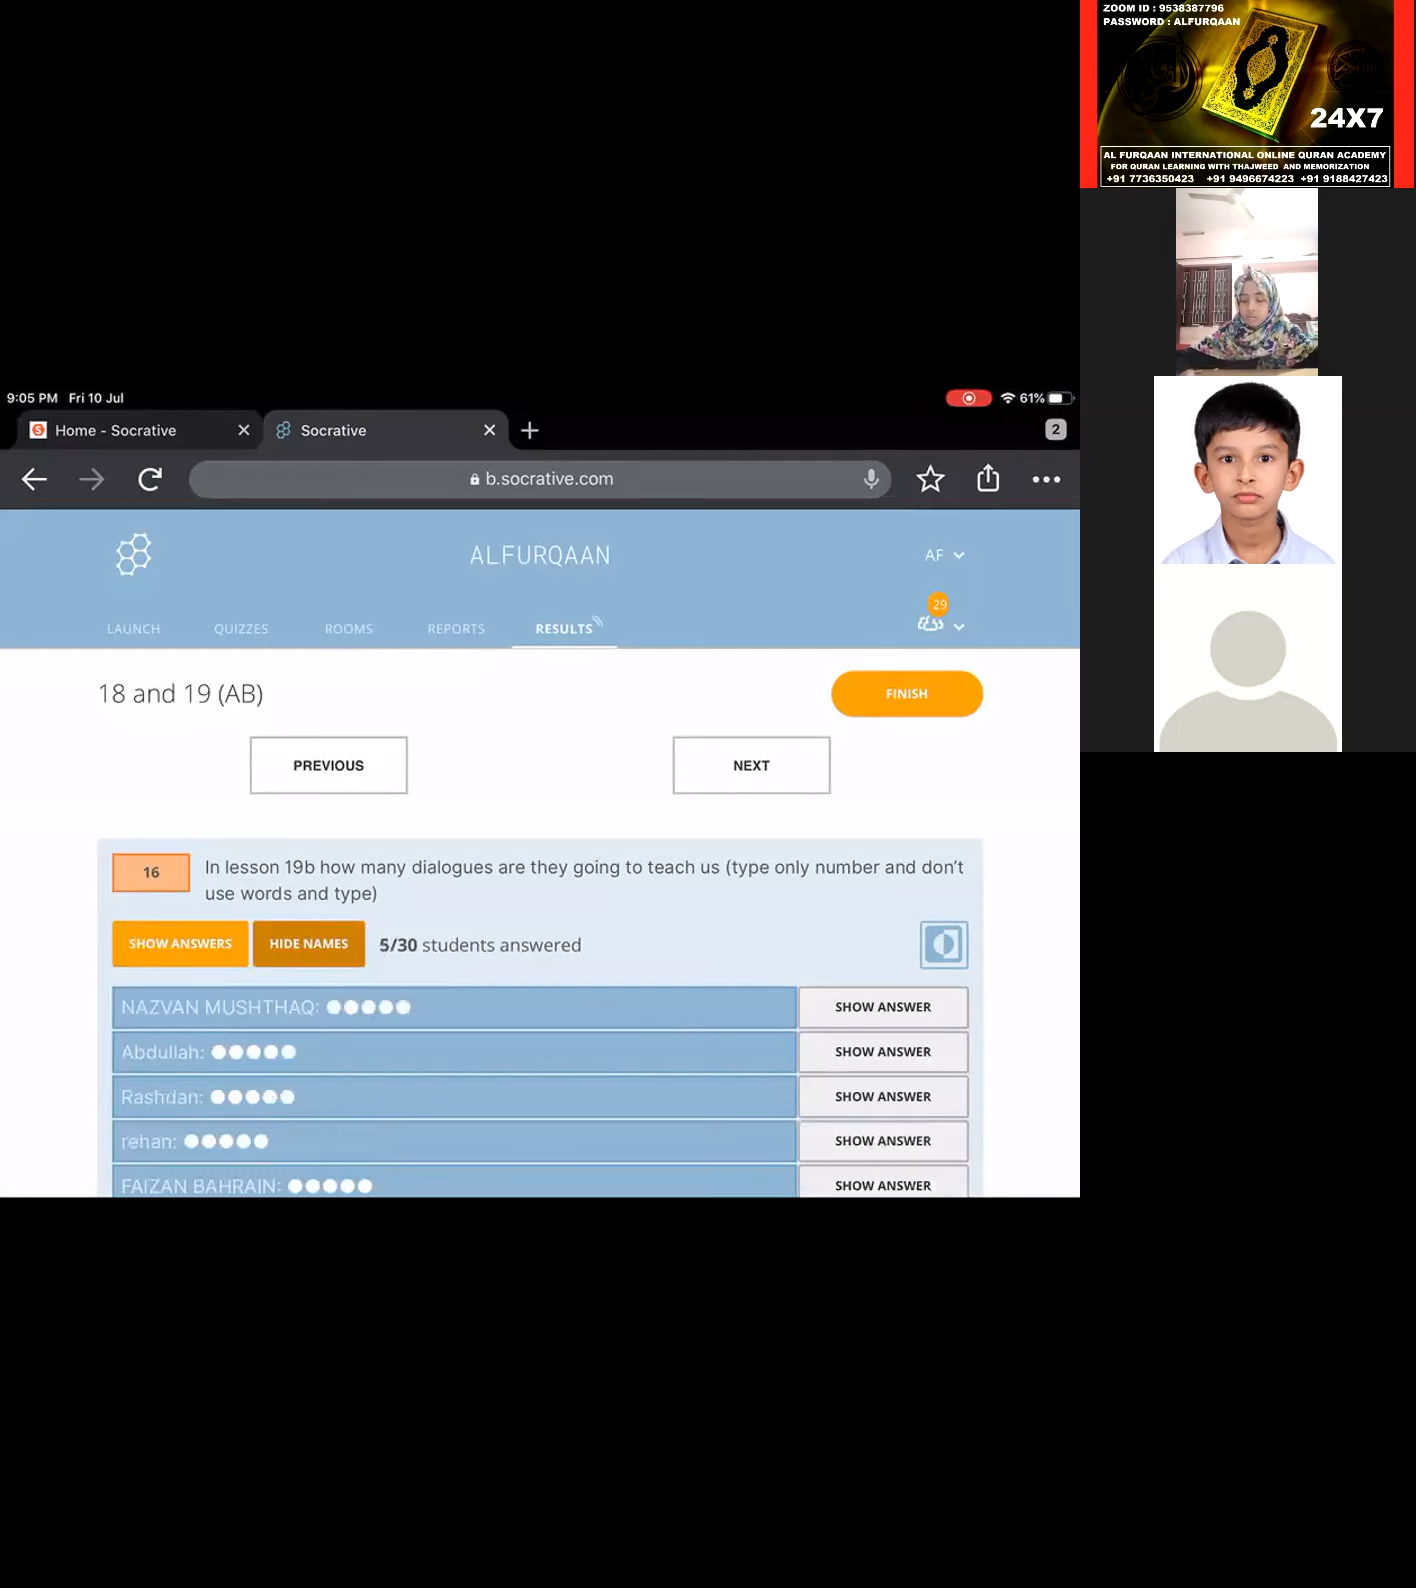 ZOOM ID : 9538387796
PASSWORD : ALFURQAAN
24X7
AL FURQAAN INTERNATIONAL ONLINE QURAN ACADEMY
FOR QURAN LEARNING WITH THAJWEED AND MEMORIZATION
+91 7736350423 +91 9496674223 +91 9188427423
9:05 PM Fri 10 Jul
61%
Home - Socrative
Socrative
2
b.socrative.com
ALFURQAAN
AF
29
LAUNCH QUIZZES ROOMS REPORTS RESULTS
18 and 19 (AB)
FINISH
PREVIOUS
NEXT
16
In lesson 19b how many dialogues are they going to teach us (type only number and don't
use words and type)
SHOW ANSWERS
HIDE NAMES
5/30 students answered
NAZVAN MUSHTHAQ: SHOW ANSWER
Abdullah: SHOW ANSWER
Rashdan: SHOW ANSWER
rehan: SHOW ANSWER
FAIZAN BAHRAIN: SHOW ANSWER